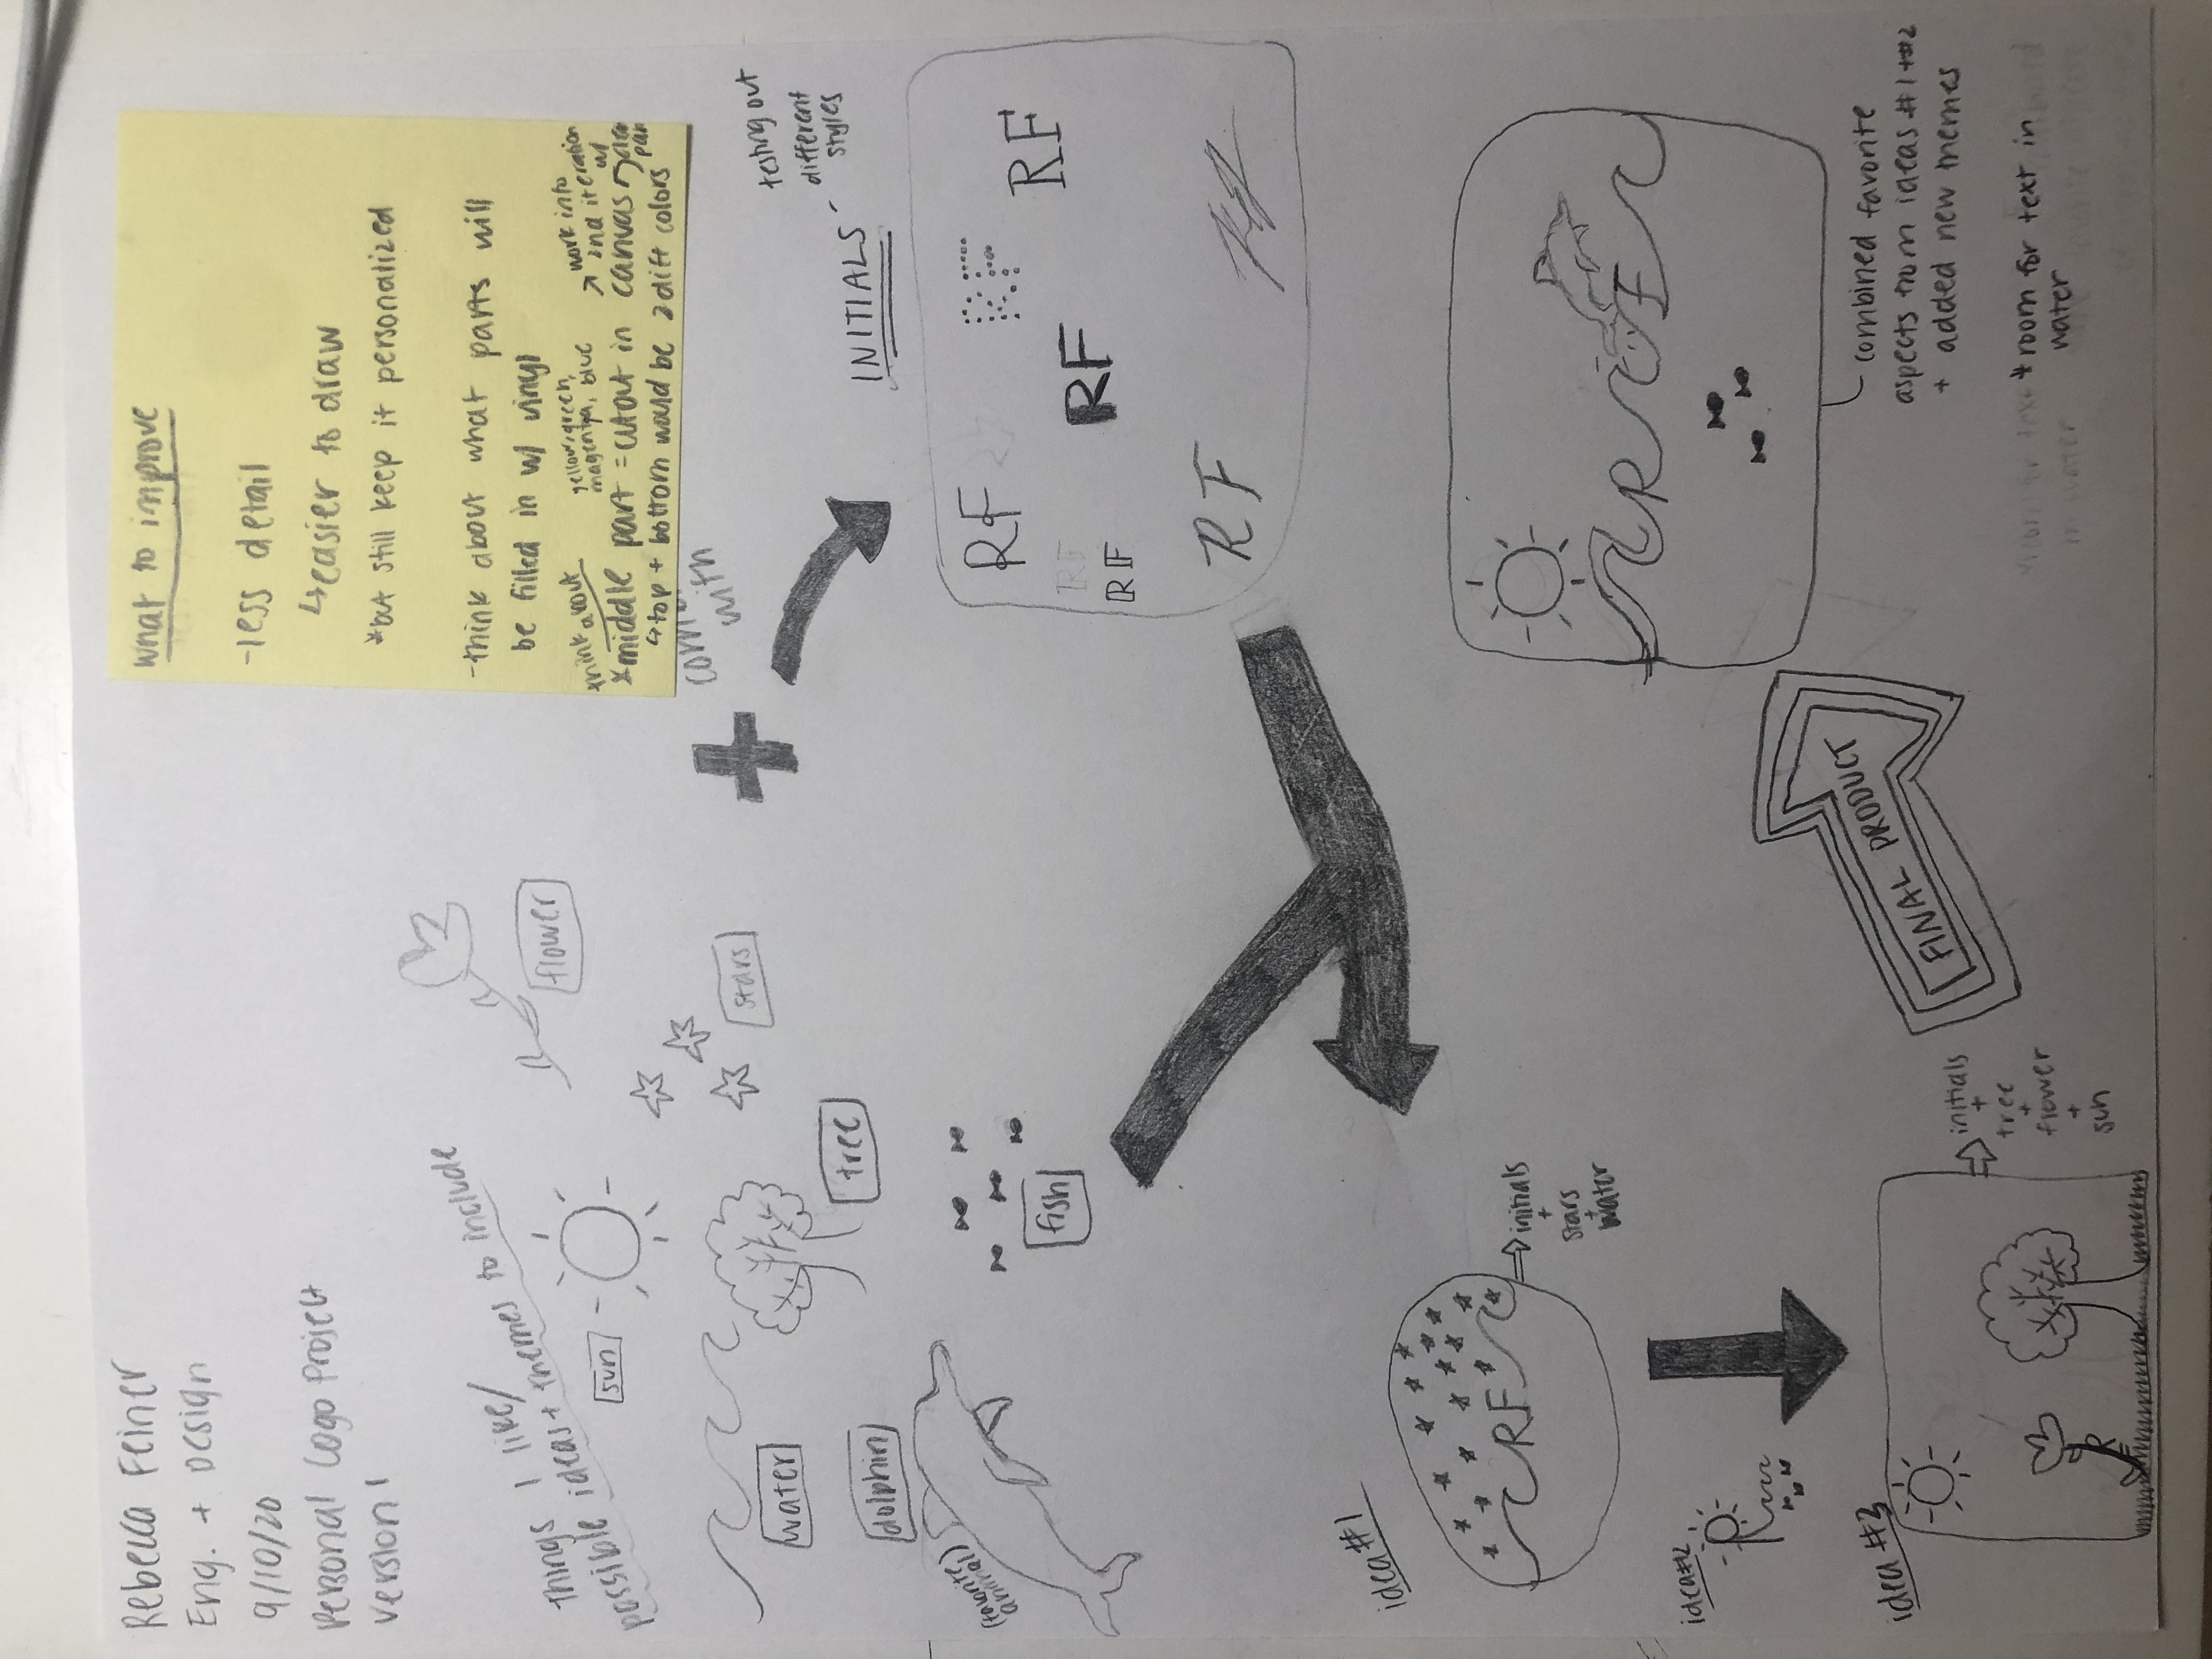 Rebecca Feiner
Eng. + Design
9/10/20
Personal Logo Project
Version 1
what to improve
-less detail
↳easier to draw
*but still keep it personalized
-think about what parts will
be filled in w/ vinyl
think about
yellow, green,
magenta, blue
↗ work into
2nd iteration
w/
*middle part = cutout in canvas
↳top + bottom would be 2 diff colors
with
things I like/
possible ideas + themes to include
sun
flower
stars
water
tree
dolphin
(favorite
animal)
fish
INITIALS - testing out
different
styles
RF
RF
RF
RF
RF
RF
RF
idea #1
RF
initials
+
stars
+
water
idea #2
R
idea #3
R
F
initials
+
tree
+
flower
+
sun
FINAL PRODUCT
R F
combined favorite
aspects from ideas #1+#2
+ added new themes
*room for text in
water